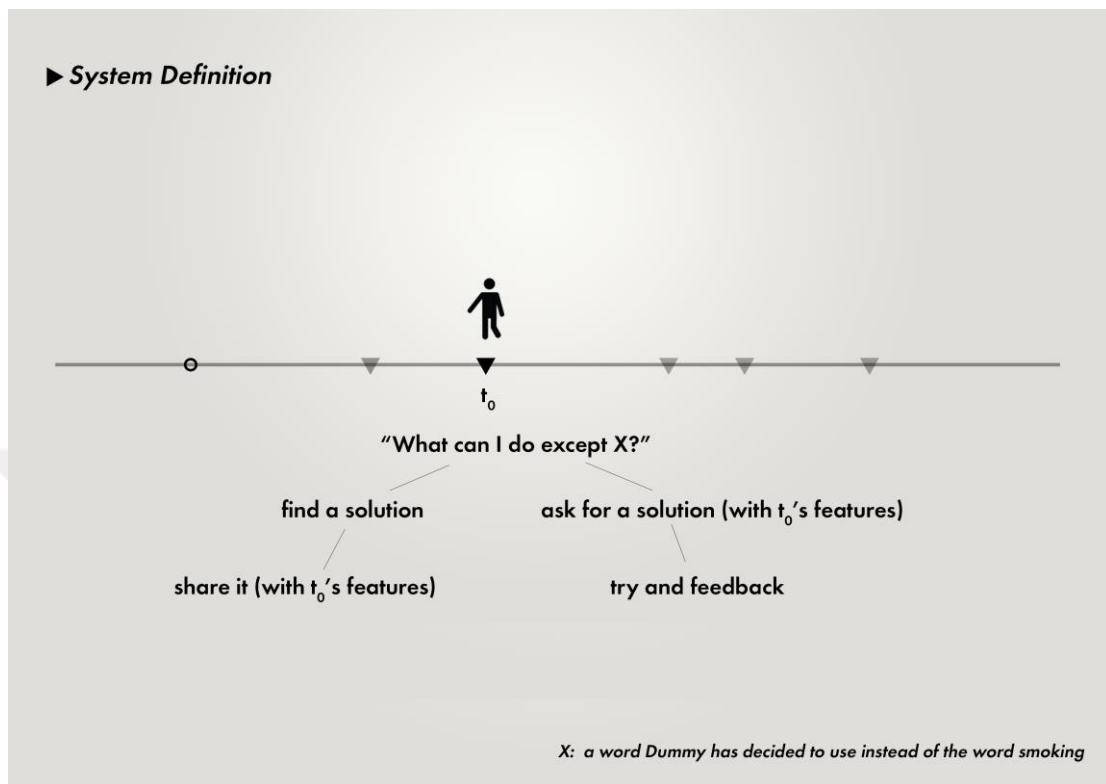 ▶ System Definition
t₀
“What can I do except X?”
find a solution
ask for a solution (with t₀’s features)
share it (with t₀’s features)
try and feedback
X: a word Dummy has decided to use instead of the word smoking